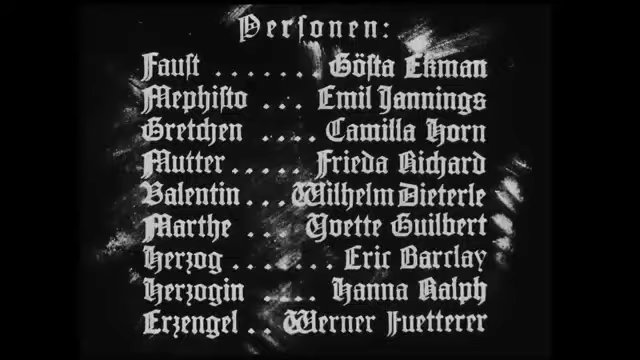 Personen:
Faust ....... Gösta Ekman
Mephisto ... Emil Jannings
Gretchen .... Camilla Horn
Mutter ..... Frieda Richard
Valentin ... Wilhelm Dieterle
Marthe ... Yvette Guilbert
Herzog ....... Eric Barclay
Herzogin .... Hanna Ralph
Erzengel .. Werner Fuetterer